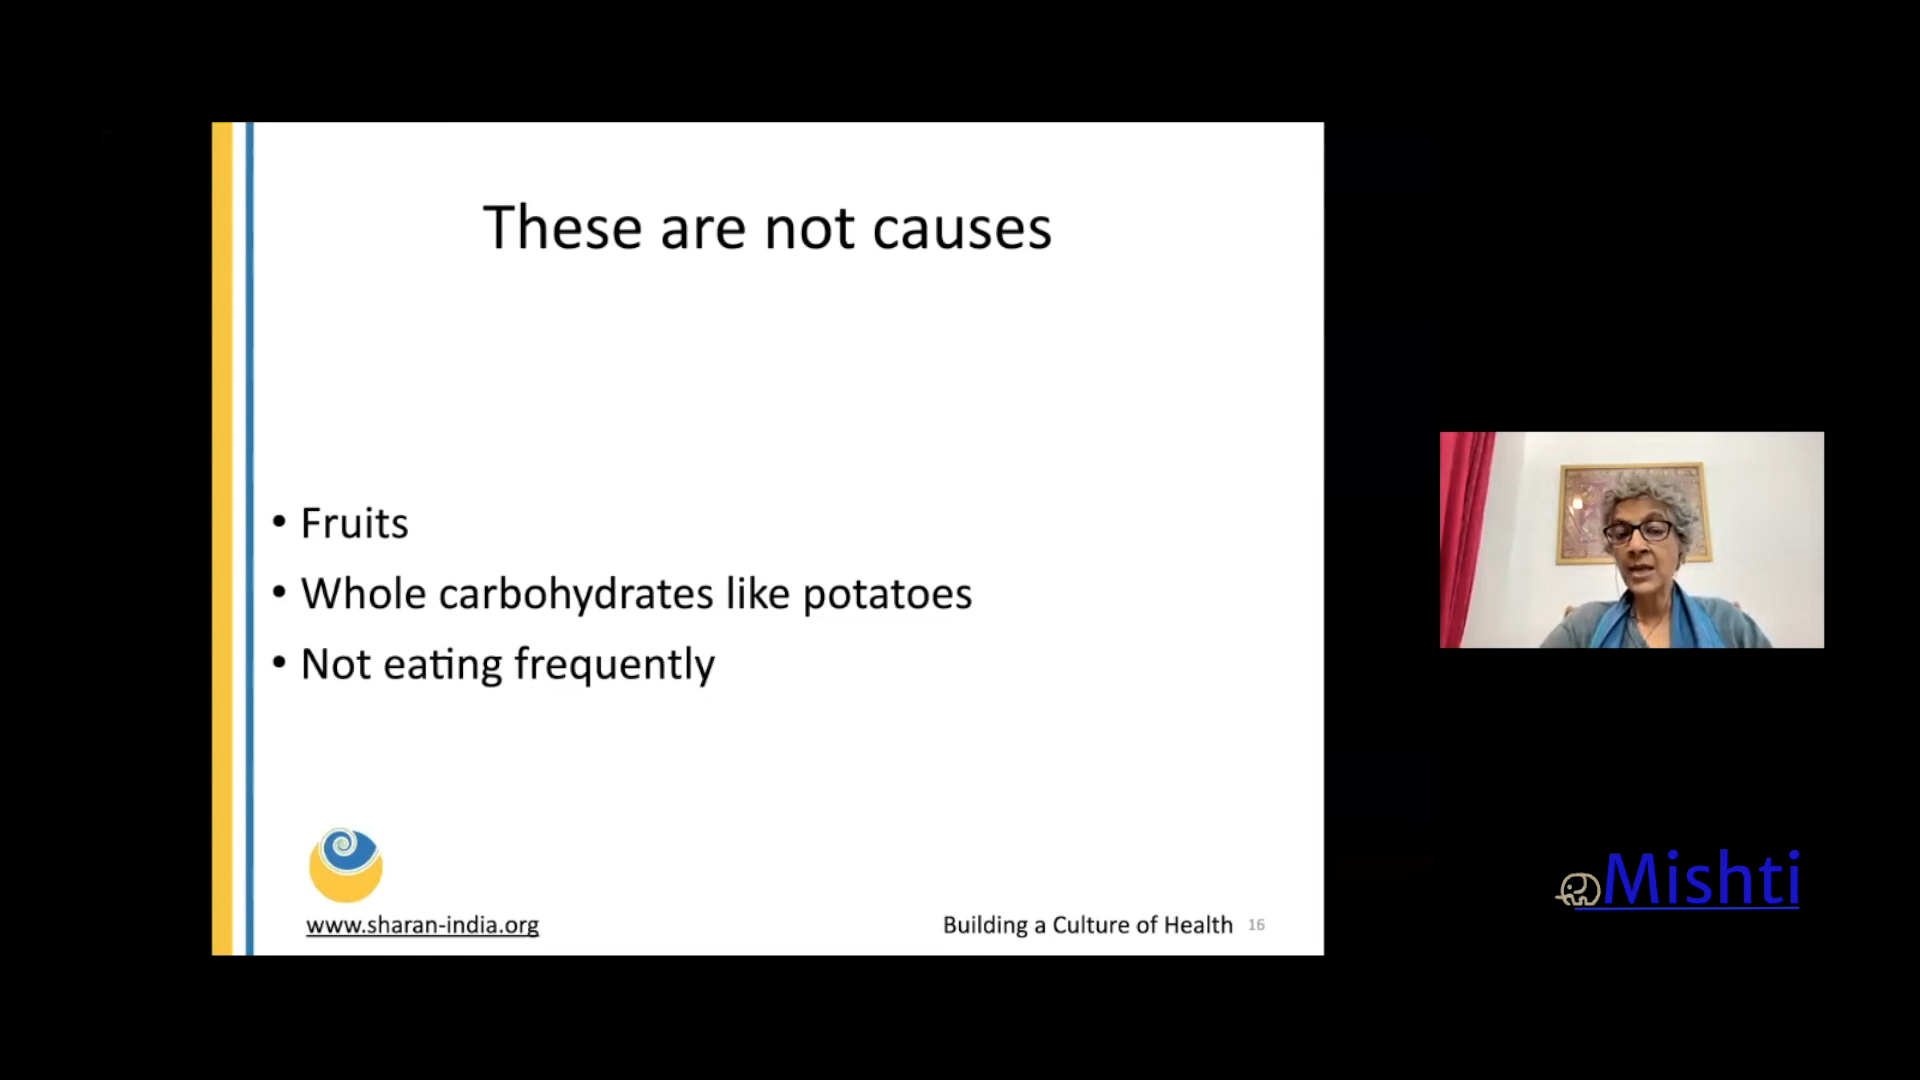 These are not causes
• Fruits
• Whole carbohydrates like potatoes
• Not eating frequently
www.sharan-india.org
Building a Culture of Health 16
Mishti